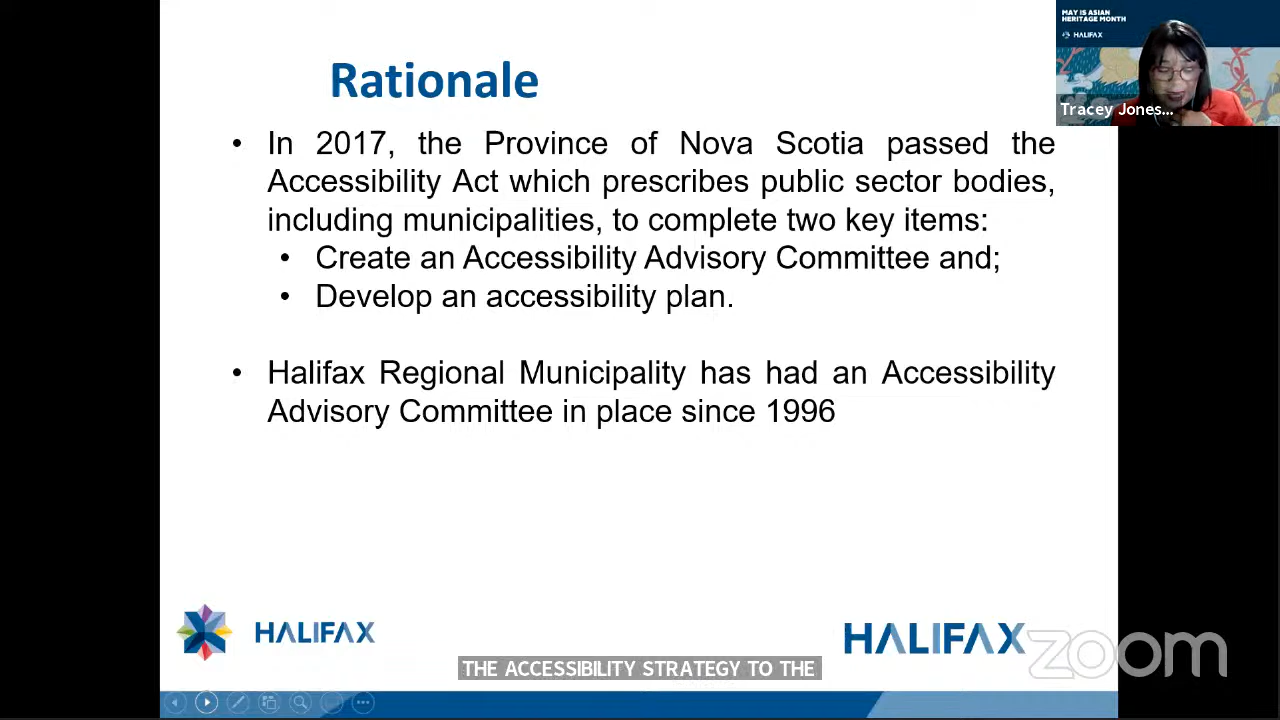 MAY IS ASIAN
HERITAGE MONTH
HALIFAX
Tracey Jones...
Rationale
• In 2017, the Province of Nova Scotia passed the
Accessibility Act which prescribes public sector bodies,
including municipalities, to complete two key items:
• Create an Accessibility Advisory Committee and;
• Develop an accessibility plan.
• Halifax Regional Municipality has had an Accessibility
Advisory Committee in place since 1996
HALIFAX
HALIFAX
zoom
THE ACCESSIBILITY STRATEGY TO THE